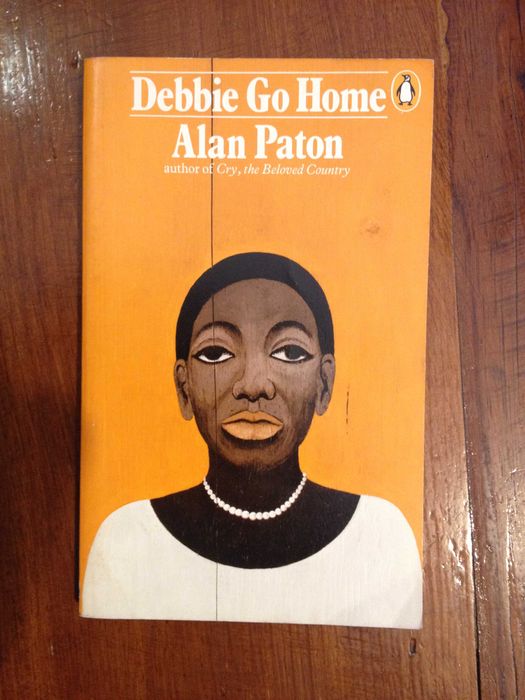 Debbie Go Home
Alan Paton
author of Cry, the Beloved Country